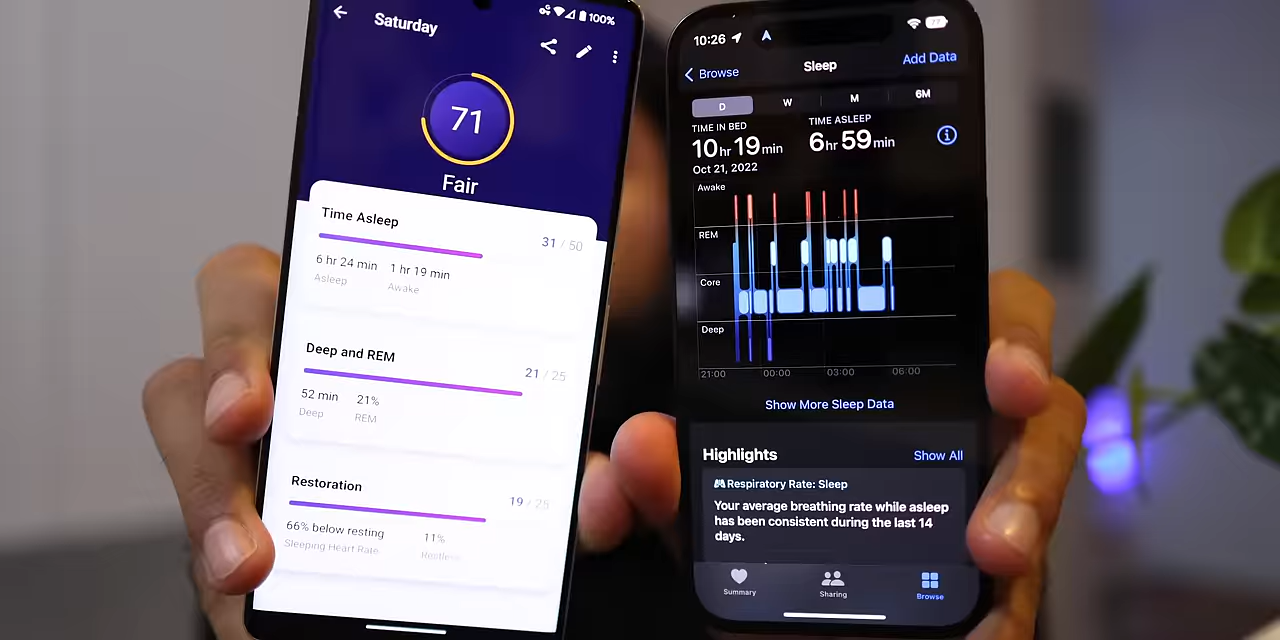 Saturday
100%
71
Fair
Time Asleep
31 / 50
6 hr 24 min 1 hr 19 min
Asleep Awake
Deep and REM
21 / 25
52 min 21%
Deep REM
Restoration
19 / 25
66% below resting 11%
Sleeping Heart Rate Restless
10:26
Browse Sleep Add Data
D W M 6M
TIME IN BED TIME ASLEEP
10 hr 19 min 6 hr 59 min
Oct 21, 2022
Awake
REM
Core
Deep
21:00 00:00 03:00 06:00
Show More Sleep Data
Highlights Show All
Respiratory Rate: Sleep
Your average breathing rate while asleep
has been consistent during the last 14
days.
Summary Sharing Browse